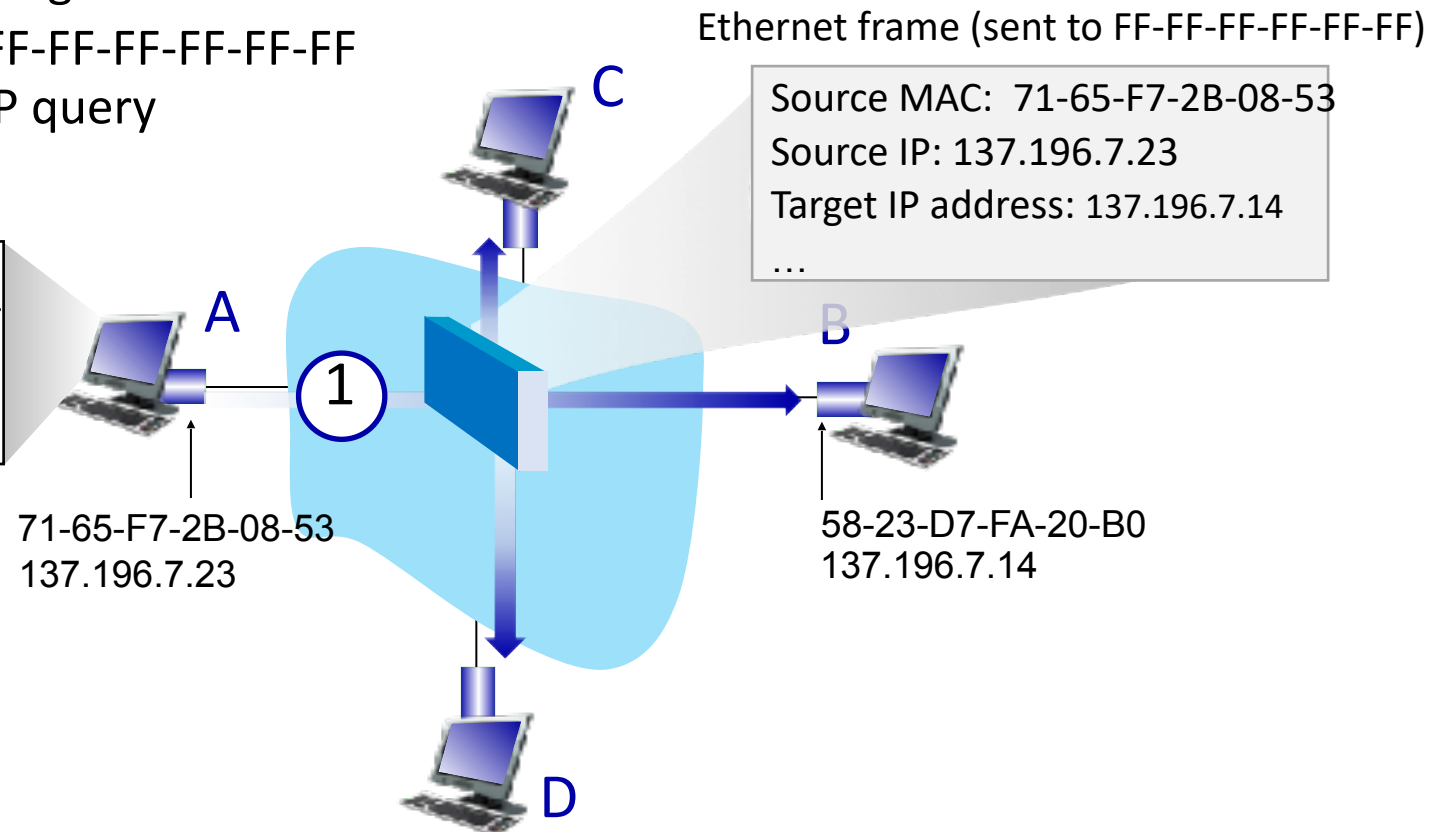 FF-FF-FF-FF-FF-FF
P query
Ethernet frame (sent to FF-FF-FF-FF-FF-FF)
Source MAC: 71-65-F7-2B-08-53
Source IP: 137.196.7.23
Target IP address: 137.196.7.14
…
C
A
B
1
71-65-F7-2B-08-53
137.196.7.23
58-23-D7-FA-20-B0
137.196.7.14
D